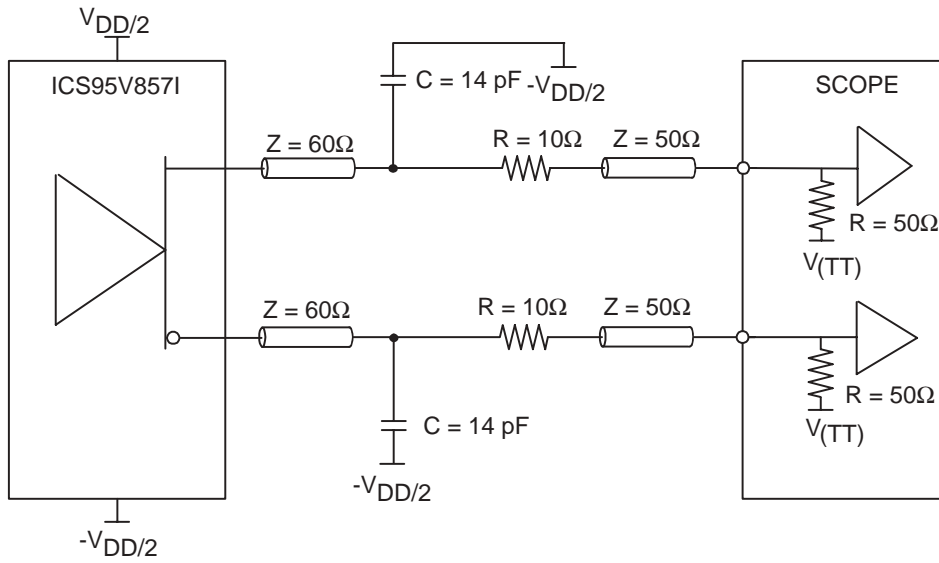 VDD/2
ICS95V857I
C = 14 pF
-VDD/2
SCOPE
Z = 60Ω
R = 10Ω
Z = 50Ω
R = 50Ω
V(TT)
Z = 60Ω
R = 10Ω
Z = 50Ω
R = 50Ω
V(TT)
C = 14 pF
-VDD/2
-VDD/2